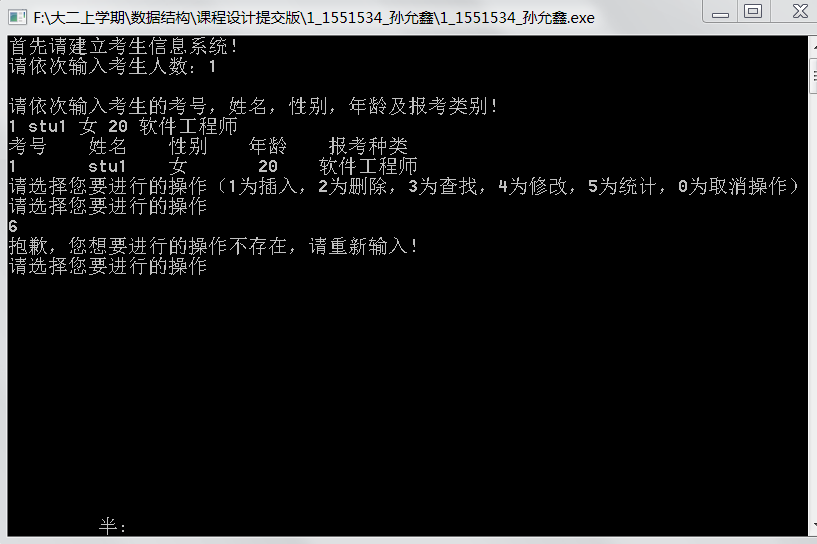 F:\大二上学期\数据结构\课程设计提交版\1_1551534_孙允鑫\1_1551534_孙允鑫.exe
首先请建立考生信息系统!
请依次输入考生人数: 1
请依次输入考生的考号, 姓名, 性别, 年龄及报考类别!
1 stu1 女 20 软件工程师
考号 姓名 性别 年龄 报考种类
1 stu1 女 20 软件工程师
请选择您要进行的操作（1为插入, 2为删除, 3为查找, 4为修改, 5为统计, 0为取消操作）
请选择您要进行的操作
6
抱歉, 您想要进行的操作不存在, 请重新输入!
请选择您要进行的操作
半: